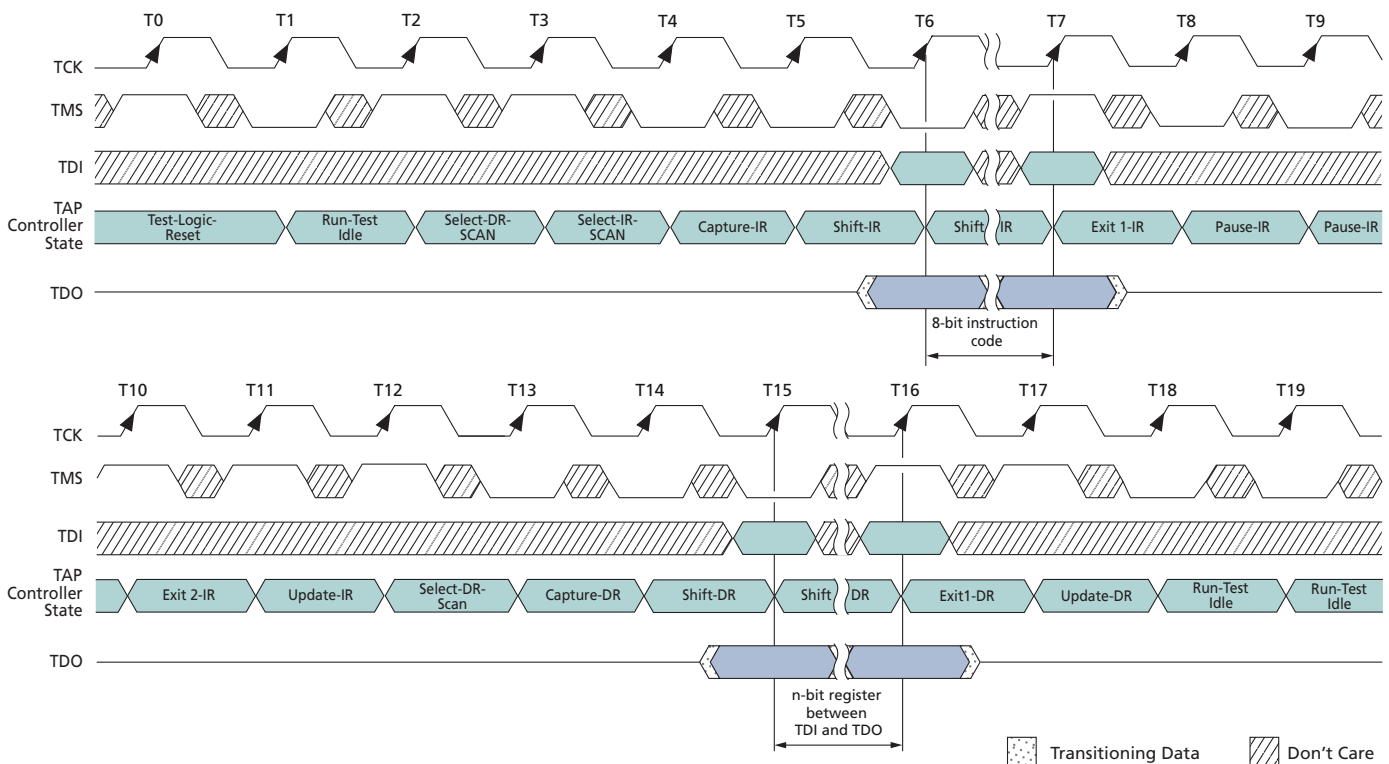 T0 T1 T2 T3 T4 T5 T6 T7 T8 T9
TCK
TMS
TDI
TAP
Controller
State
Test-Logic-
Reset
Run-Test
Idle
Select-DR-
SCAN
Select-IR-
SCAN
Capture-IR
Shift-IR
Shift IR
Exit 1-IR
Pause-IR
Pause-IR
TDO
8-bit instruction
code
T10 T11 T12 T13 T14 T15 T16 T17 T18 T19
TCK
TMS
TDI
TAP
Controller
State
Exit 2-IR
Update-IR
Select-DR-
Scan
Capture-DR
Shift-DR
Shift DR
Exit1-DR
Update-DR
Run-Test
Idle
Run-Test
Idle
TDO
n-bit register
between
TDI and TDO
Transitioning Data
Don't Care